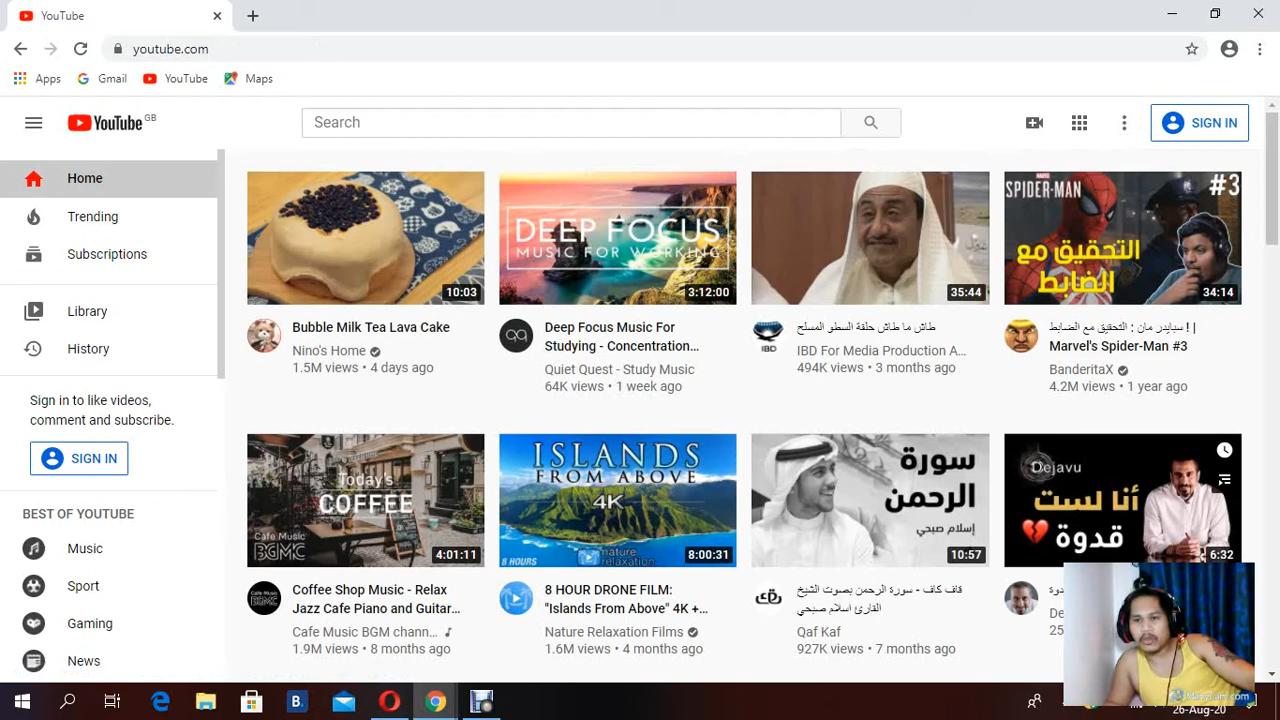 YouTube
youtube.com
Apps
Gmail
YouTube
Maps
YouTube GB
Search
SIGN IN
Home
Trending
Subscriptions
Library
History
Sign in to like videos,
comment and subscribe.
SIGN IN
BEST OF YOUTUBE
Music
Sport
Gaming
News
10:03
Bubble Milk Tea Lava Cake
Nino's Home
1.5M views • 4 days ago
DEEP FOCUS
MUSIC FOR WORKING
3:12:00
Deep Focus Music For
Studying - Concentration...
Quiet Quest - Study Music
64K views • 1 week ago
35:44
طاش ما طاش حلقة السطو المسلح
IBD
IBD For Media Production A...
494K views • 3 months ago
MARVEL
SPIDER-MAN
#3
التحقيق مع
الضابط
34:14
سبايدر مان : التحقيق مع الضابط ! |
Marvel's Spider-Man #3
BanderitaX
4.2M views • 1 year ago
Today's
COFFEE
Cafe Music
BGMC
4:01:11
Coffee Shop Music - Relax
Jazz Cafe Piano and Guitar...
Cafe Music BGM chann...
1.9M views • 8 months ago
ISLANDS
FROM ABOVE
4K
8 HOURS
nature
relaxation
8:00:31
8 HOUR DRONE FILM:
"Islands From Above" 4K +...
Nature Relaxation Films
1.6M views • 4 months ago
سورة
الرحمن
إسلام صبحي
10:57
قاف كاف - سورة الرحمن بصوت الشيخ
القارئ اسلام صبحي
Qaf Kaf
927K views • 7 months ago
Dejavu
أنا لست
قدوة
6:32
De
25
B.
26-Aug-20